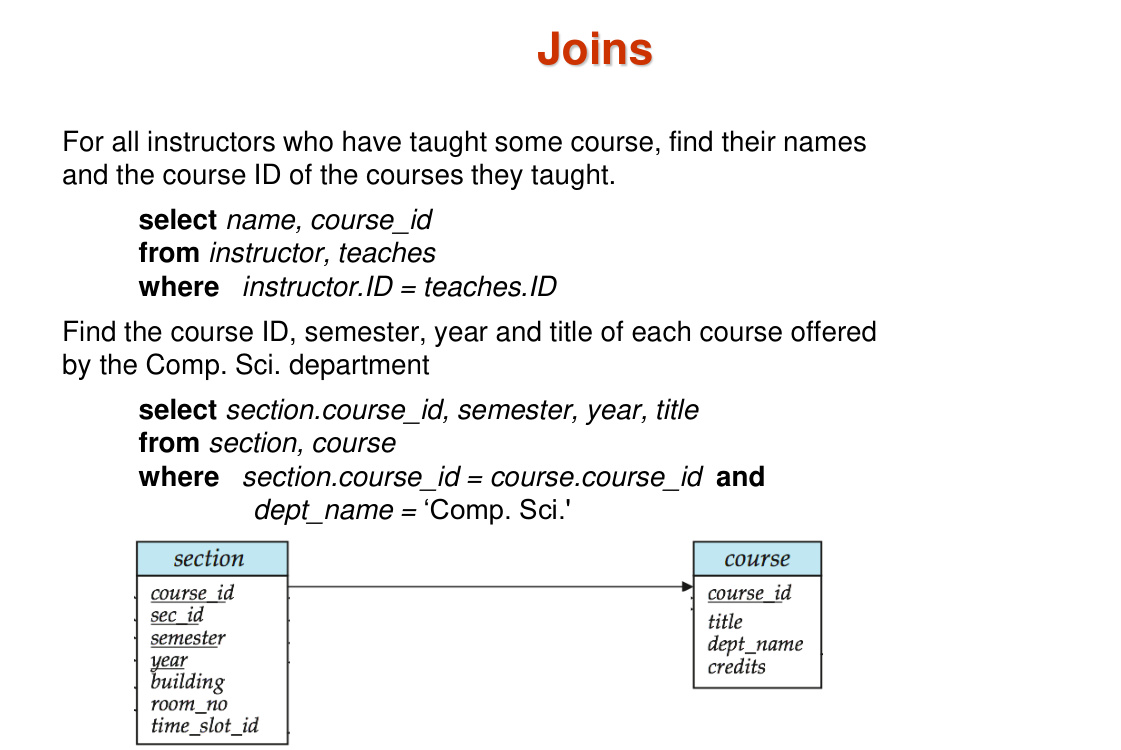 Joins
For all instructors who have taught some course, find their names
and the course ID of the courses they taught.
select name, course_id
from instructor, teaches
where instructor.ID = teaches.ID
Find the course ID, semester, year and title of each course offered
by the Comp. Sci. department
select section.course_id, semester, year, title
from section, course
where section.course_id = course.course_id and
dept_name = ‘Comp. Sci.'
section
course_id
sec_id
semester
year
building
room_no
time_slot_id
course
course_id
title
dept_name
credits